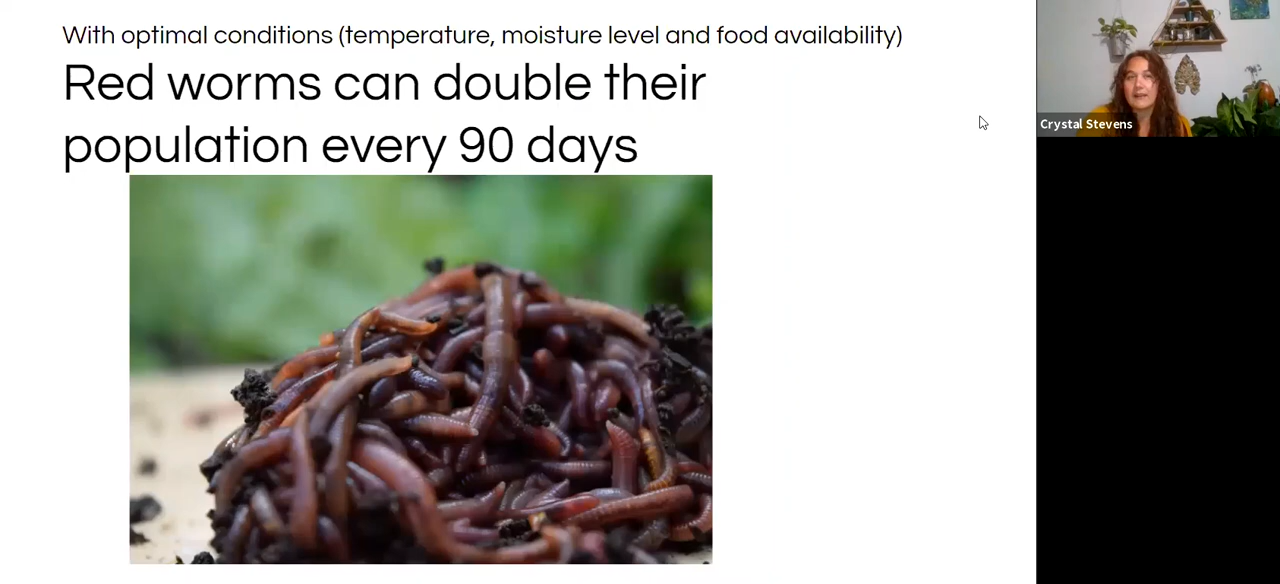 With optimal conditions (temperature, moisture level and food availability)
Red worms can double their
population every 90 days
Crystal Stevens